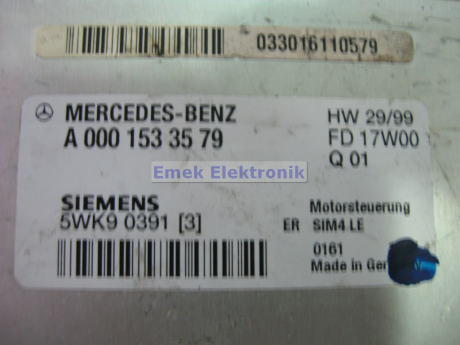 033016110579
MERCEDES-BENZ
HW 29/99
A 000 153 35 79
FD 17W00
Q 01
Emek Elektronik
SIEMENS
Motorsteuerung
5WK9 0391 [3]
ER SIM4 LE
0161
Made in